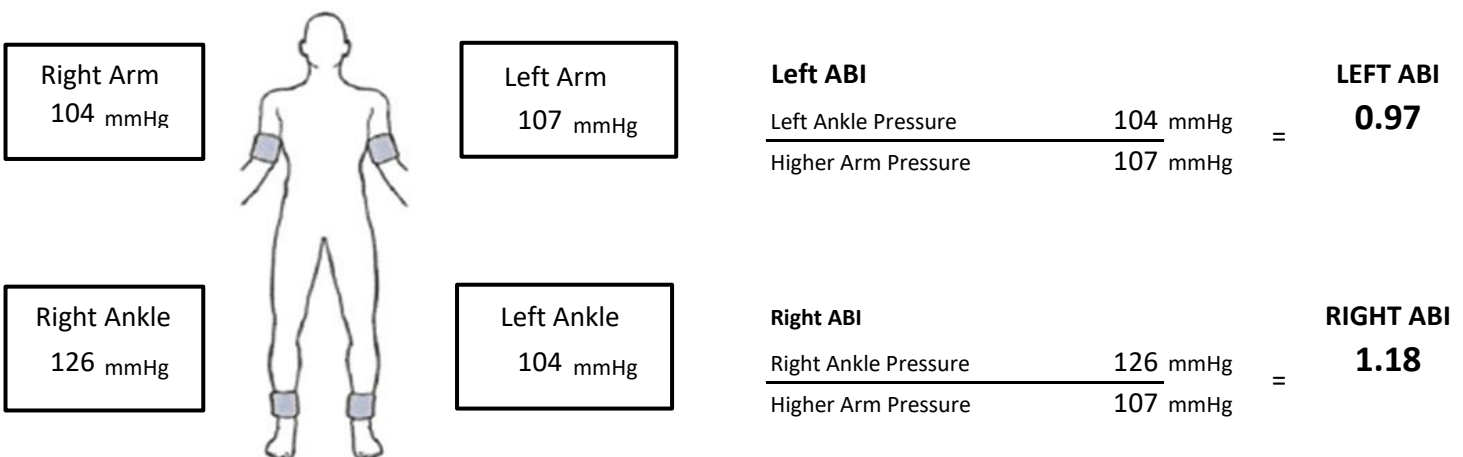 Right Arm
104 mmHg
Left Arm
107 mmHg
Right Ankle
126 mmHg
Left Ankle
104 mmHg
Left ABI
Left Ankle Pressure 104 mmHg
Higher Arm Pressure 107 mmHg
=
LEFT ABI
0.97
Right ABI
Right Ankle Pressure 126 mmHg
Higher Arm Pressure 107 mmHg
=
RIGHT ABI
1.18